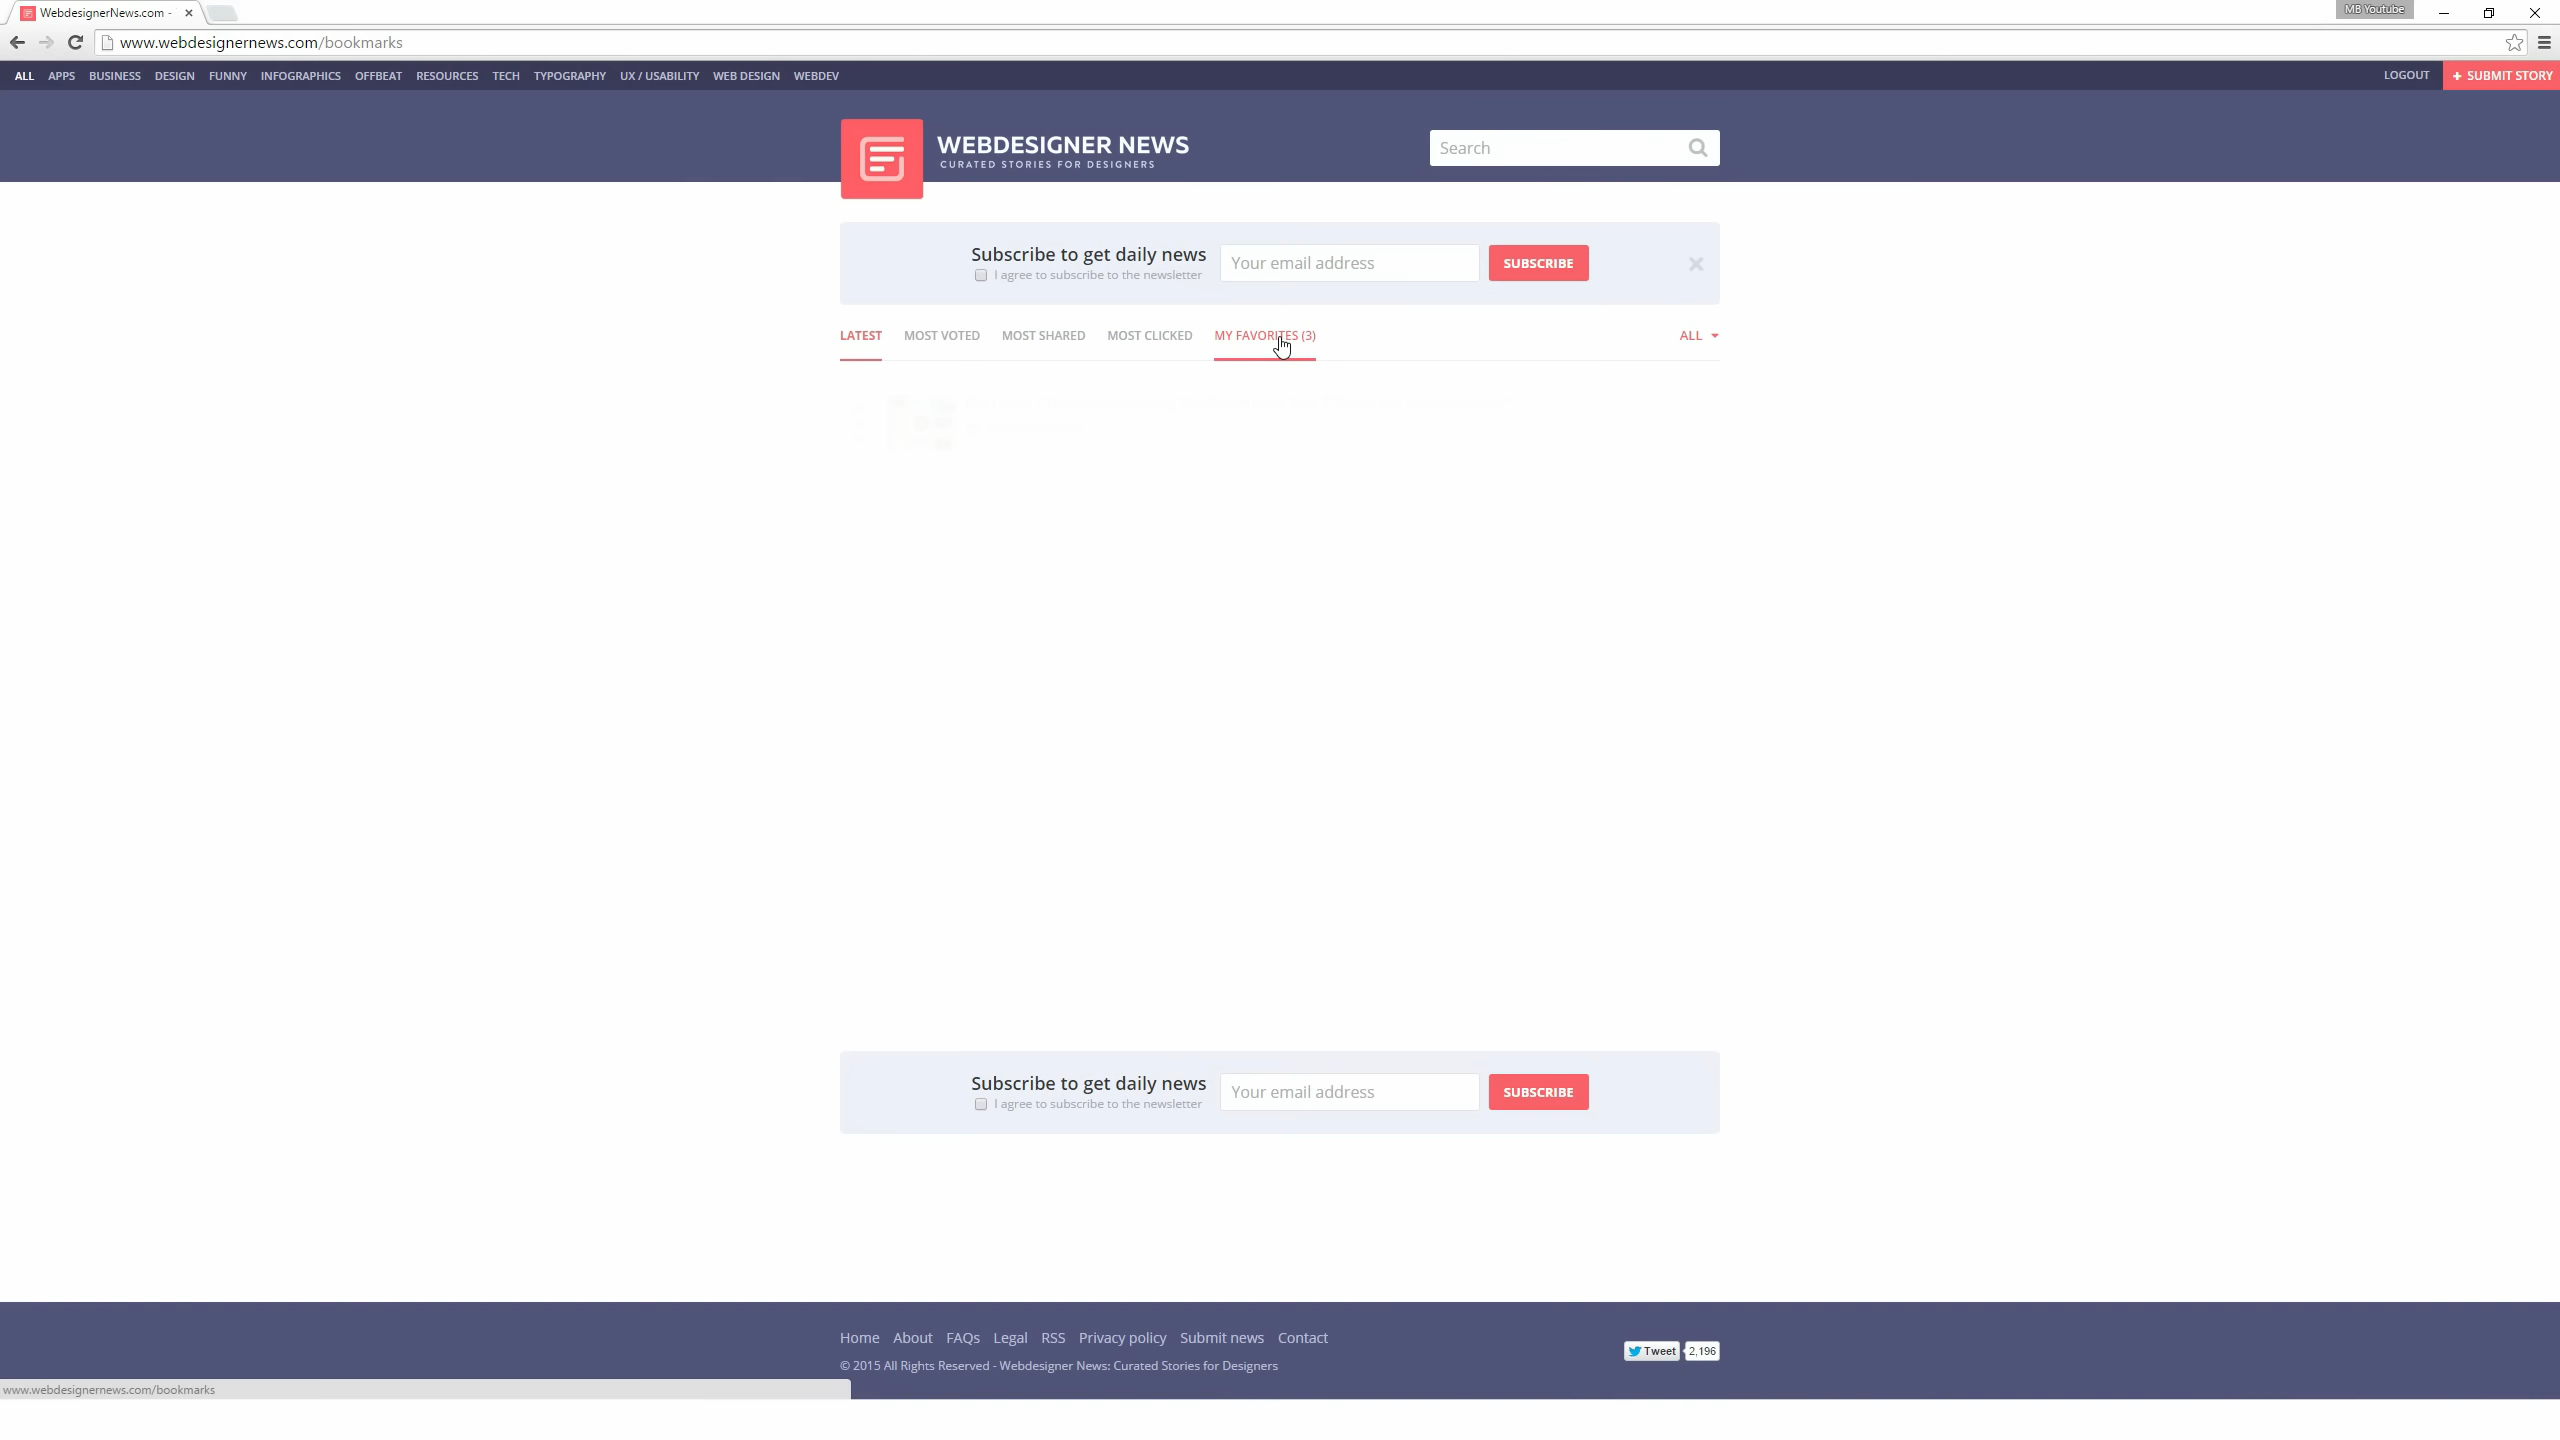 WebdesignerNews.com -
MB Youtube
www.webdesignernews.com/bookmarks
ALL APPS BUSINESS DESIGN FUNNY INFOGRAPHICS OFFBEAT RESOURCES TECH TYPOGRAPHY UX / USABILITY WEB DESIGN WEBDEV LOGOUT + SUBMIT STORY
WEBDESIGNER NEWS
CURATED STORIES FOR DESIGNERS
Search
Subscribe to get daily news
I agree to subscribe to the newsletter
Your email address
SUBSCRIBE
LATEST MOST VOTED MOST SHARED MOST CLICKED MY FAVORITES (3) ALL
Subscribe to get daily news
I agree to subscribe to the newsletter
Your email address
SUBSCRIBE
Home About FAQs Legal RSS Privacy policy Submit news Contact
© 2015 All Rights Reserved - Webdesigner News: Curated Stories for Designers
Tweet 2,196
www.webdesignernews.com/bookmarks